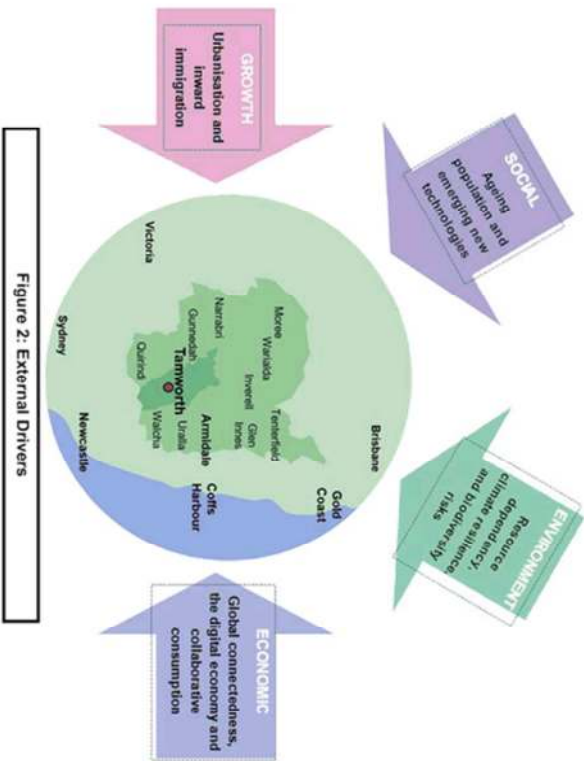 SOCIAL
Ageing
population and
emerging new
technologies
ENVIRONMENT
Resource
dependency,
climate resilience,
and biodiversity
risks
GROWTH
Urbanisation and
inward
immigration
ECONOMIC
Global connectedness,
the digital economy and
collaborative
consumption
Brisbane
Gold
Coast
Moree
Warialda
Tenterfield
Inverell
Glen
Innes
Narrabri
Gunnedah
Armidale
Coffs
Harbour
Tamworth
Uralla
Quirindi
Walcha
Victoria
Newcastle
Sydney
Figure 2: External Drivers